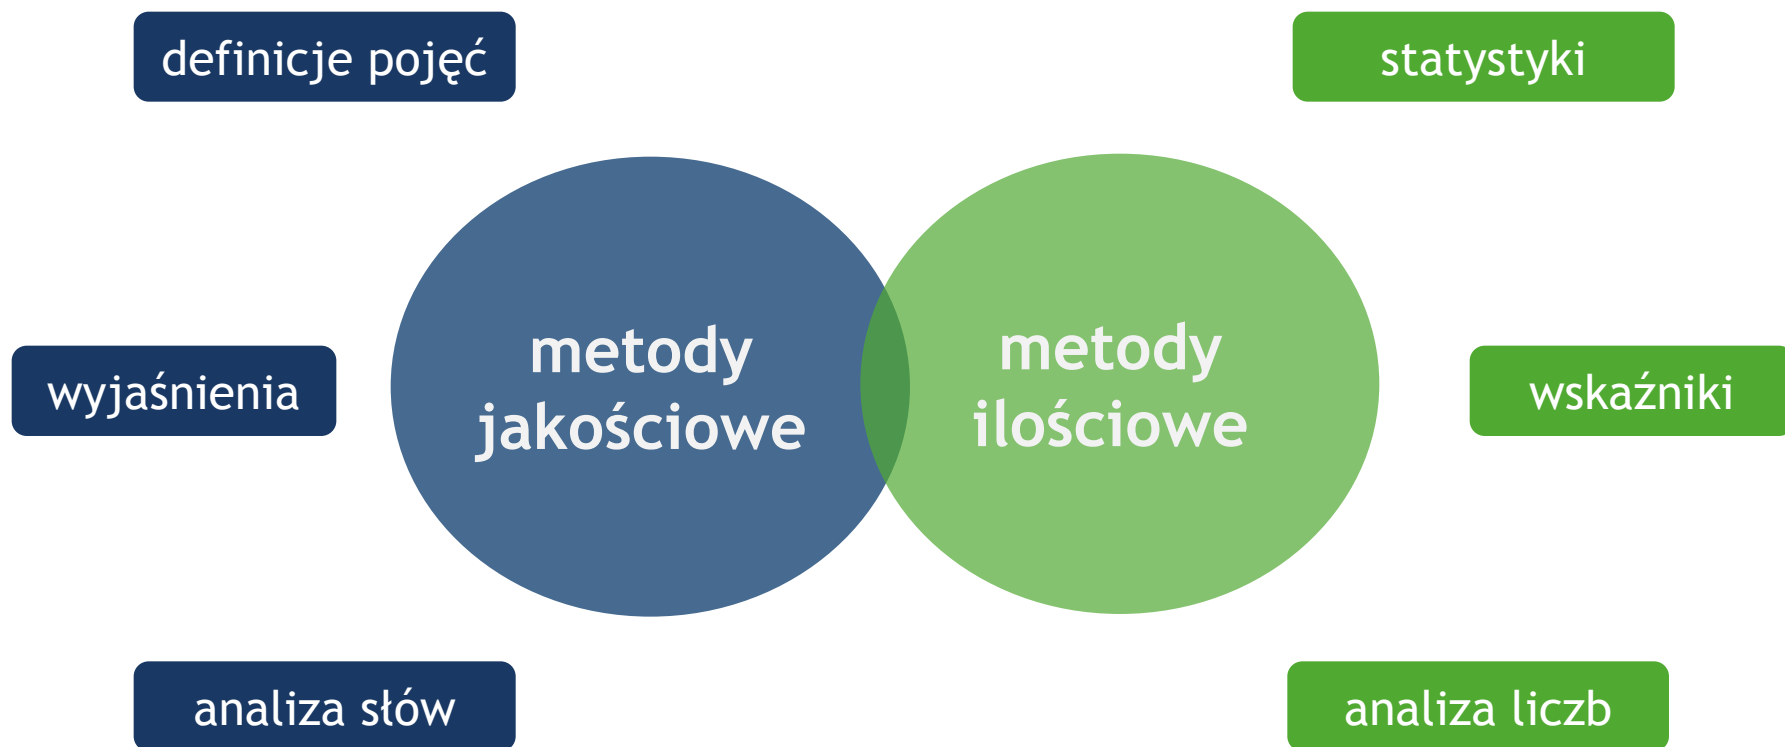 definicje pojęć
statystyki
metody
jakościowe
metody
ilościowe
wyjaśnienia
wskaźniki
analiza słów
analiza liczb